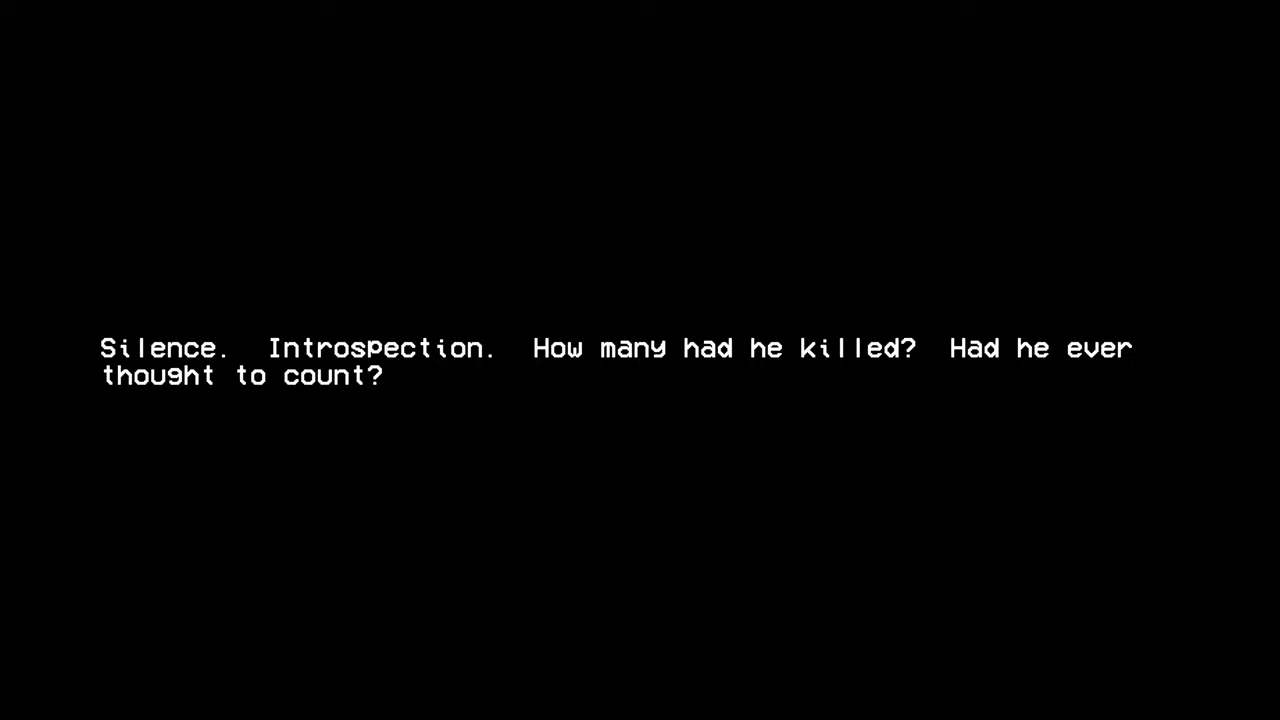 Silence.  Introspection.  How many had he killed?  Had he ever
thought to count?